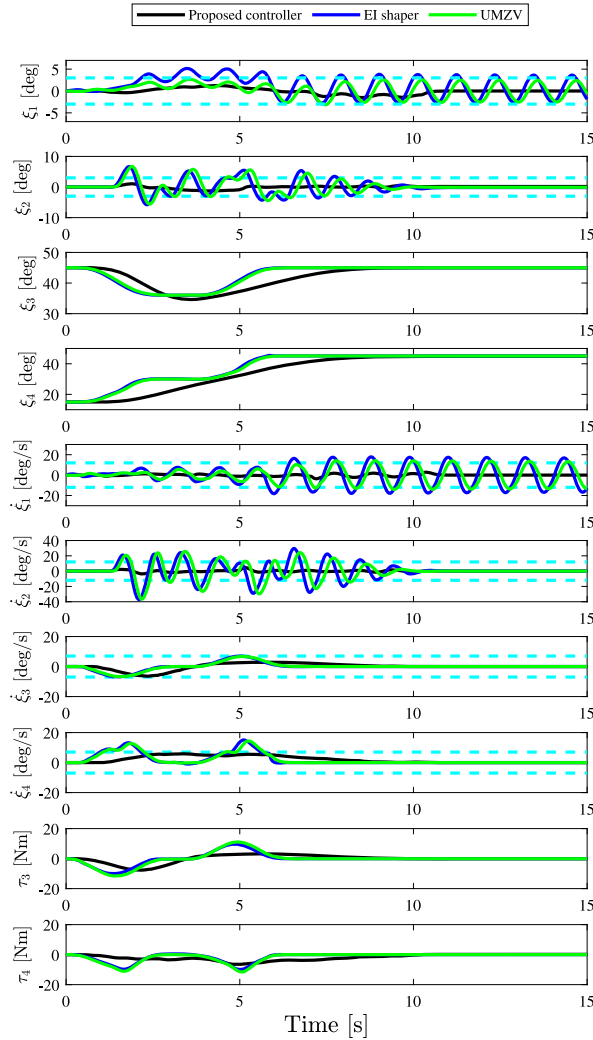 Proposed controller EI shaper UMZV
ξ₁ [deg]
5
0
-5
0 5 10 15
ξ₂ [deg]
10
0
-10
0 5 10 15
ξ₃ [deg]
50
40
30
0 5 10 15
ξ₄ [deg]
40
20
0 5 10 15
ξ̇₁ [deg/s]
20
0
-20
0 5 10 15
ξ̇₂ [deg/s]
40
20
0
-20
-40
0 5 10 15
ξ̇₃ [deg/s]
20
0
-20
0 5 10 15
ξ̇₄ [deg/s]
20
0
-20
0 5 10 15
τ₃ [Nm]
20
0
-20
0 5 10 15
τ₄ [Nm]
20
0
-20
0 5 10 15
Time [s]